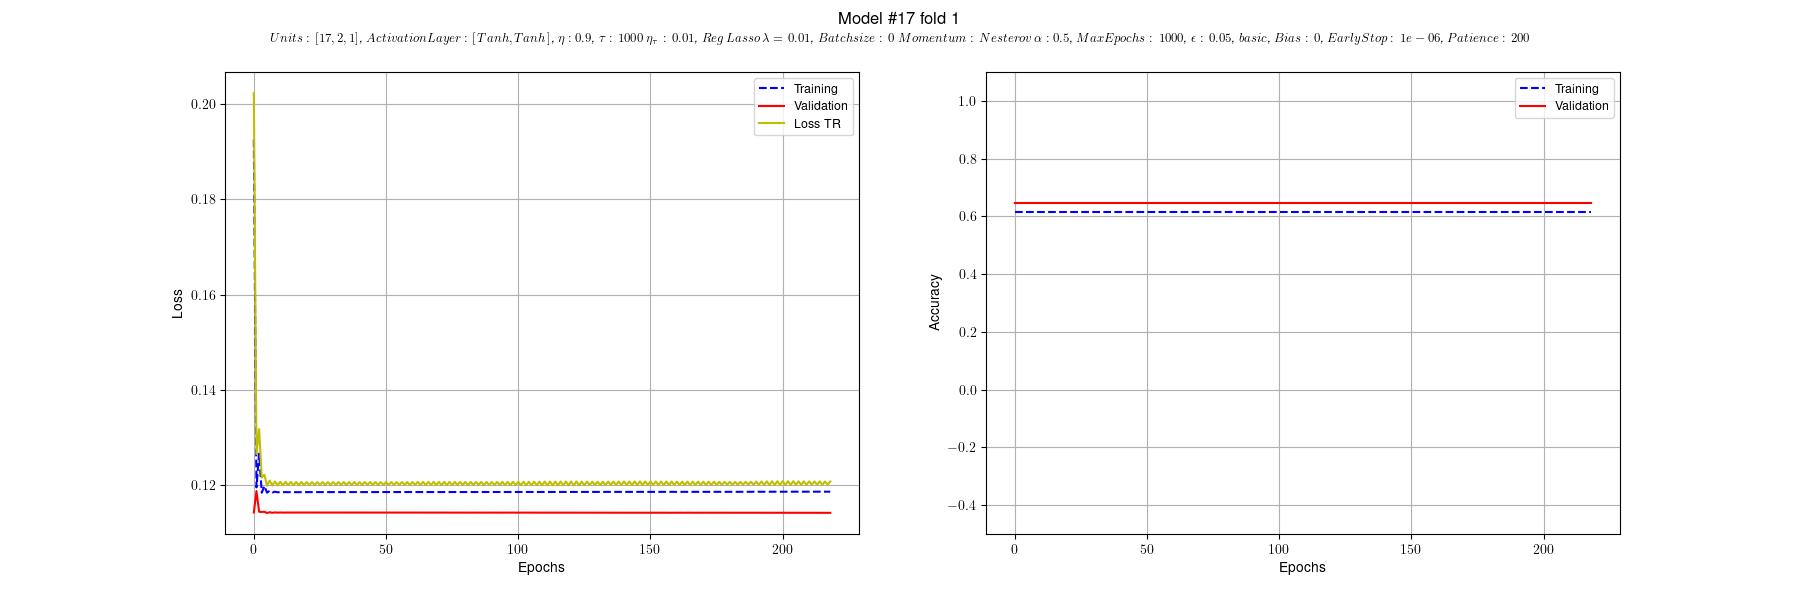 Model #17 fold 1
Units : [17, 2, 1], ActivationLayer : [Tanh, Tanh], η : 0.9, τ : 1000 ητ : 0.01, Reg Lasso λ = 0.01, Batchsize : 0 Momentum : Nesterov α : 0.5, MaxEpochs : 1000, ϵ : 0.05, basic, Bias : 0, EarlyStop : 1e − 06, Patience : 200
Loss
0.20
0.18
0.16
0.14
0.12
0 50 100 150 200
Epochs
Training
Validation
Loss TR
Accuracy
1.0
0.8
0.6
0.4
0.2
0.0
−0.2
−0.4
0 50 100 150 200
Epochs
Training
Validation